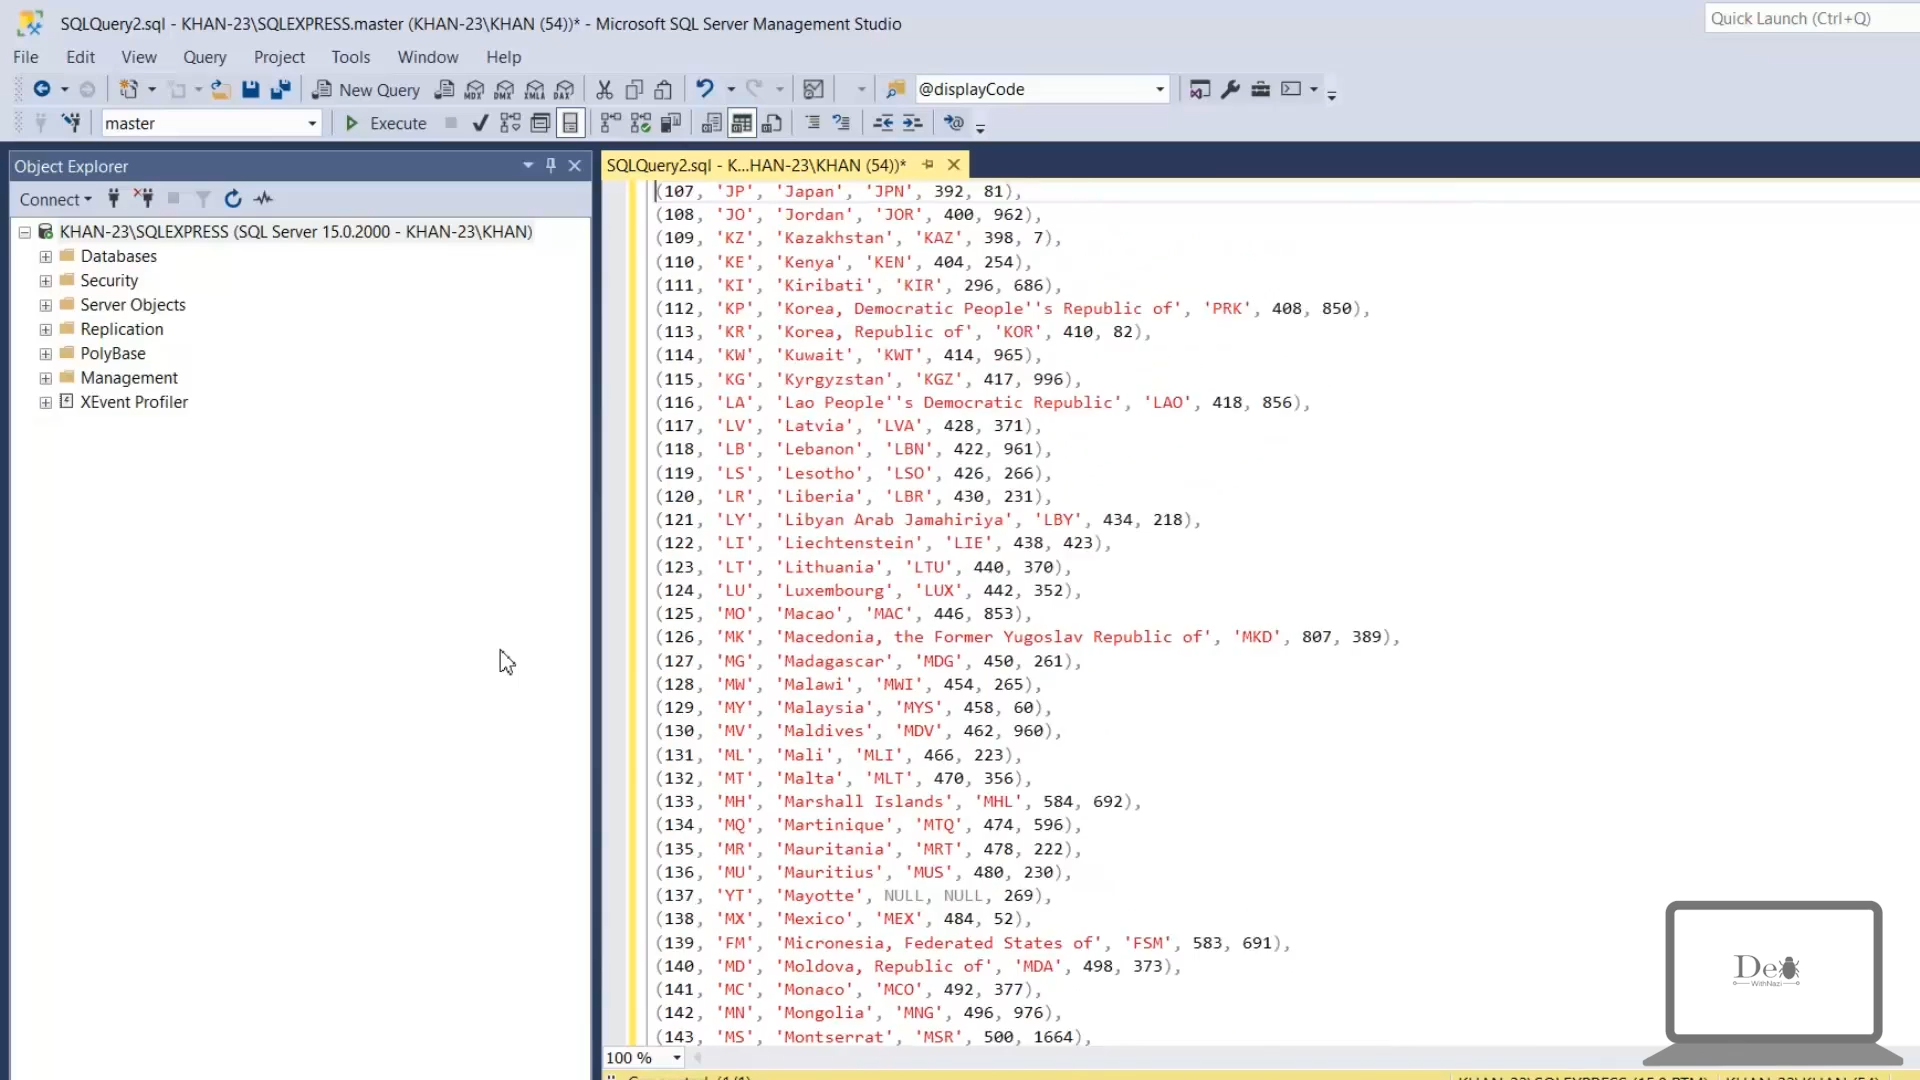 SQLQuery2.sql - KHAN-23\SQLEXPRESS.master (KHAN-23\KHAN (54))* - Microsoft SQL Server Management Studio
Quick Launch (Ctrl+Q)
File Edit View Query Project Tools Window Help
New Query MDX DMX XMLA DAX @displayCode
master Execute
Object Explorer
SQLQuery2.sql - K...HAN-23\KHAN (54))*
Connect
KHAN-23\SQLEXPRESS (SQL Server 15.0.2000 - KHAN-23\KHAN)
Databases
Security
Server Objects
Replication
PolyBase
Management
XEvent Profiler
(107, 'JP', 'Japan', 'JPN', 392, 81),
(108, 'JO', 'Jordan', 'JOR', 400, 962),
(109, 'KZ', 'Kazakhstan', 'KAZ', 398, 7),
(110, 'KE', 'Kenya', 'KEN', 404, 254),
(111, 'KI', 'Kiribati', 'KIR', 296, 686),
(112, 'KP', 'Korea, Democratic People''s Republic of', 'PRK', 408, 850),
(113, 'KR', 'Korea, Republic of', 'KOR', 410, 82),
(114, 'KW', 'Kuwait', 'KWT', 414, 965),
(115, 'KG', 'Kyrgyzstan', 'KGZ', 417, 996),
(116, 'LA', 'Lao People''s Democratic Republic', 'LAO', 418, 856),
(117, 'LV', 'Latvia', 'LVA', 428, 371),
(118, 'LB', 'Lebanon', 'LBN', 422, 961),
(119, 'LS', 'Lesotho', 'LSO', 426, 266),
(120, 'LR', 'Liberia', 'LBR', 430, 231),
(121, 'LY', 'Libyan Arab Jamahiriya', 'LBY', 434, 218),
(122, 'LI', 'Liechtenstein', 'LIE', 438, 423),
(123, 'LT', 'Lithuania', 'LTU', 440, 370),
(124, 'LU', 'Luxembourg', 'LUX', 442, 352),
(125, 'MO', 'Macao', 'MAC', 446, 853),
(126, 'MK', 'Macedonia, the Former Yugoslav Republic of', 'MKD', 807, 389),
(127, 'MG', 'Madagascar', 'MDG', 450, 261),
(128, 'MW', 'Malawi', 'MWI', 454, 265),
(129, 'MY', 'Malaysia', 'MYS', 458, 60),
(130, 'MV', 'Maldives', 'MDV', 462, 960),
(131, 'ML', 'Mali', 'MLI', 466, 223),
(132, 'MT', 'Malta', 'MLT', 470, 356),
(133, 'MH', 'Marshall Islands', 'MHL', 584, 692),
(134, 'MQ', 'Martinique', 'MTQ', 474, 596),
(135, 'MR', 'Mauritania', 'MRT', 478, 222),
(136, 'MU', 'Mauritius', 'MUS', 480, 230),
(137, 'YT', 'Mayotte', NULL, NULL, 269),
(138, 'MX', 'Mexico', 'MEX', 484, 52),
(139, 'FM', 'Micronesia, Federated States of', 'FSM', 583, 691),
(140, 'MD', 'Moldova, Republic of', 'MDA', 498, 373),
(141, 'MC', 'Monaco', 'MCO', 492, 377),
(142, 'MN', 'Mongolia', 'MNG', 496, 976),
(143, 'MS', 'Montserrat', 'MSR', 500, 1664),
100 %
De
WithNazi